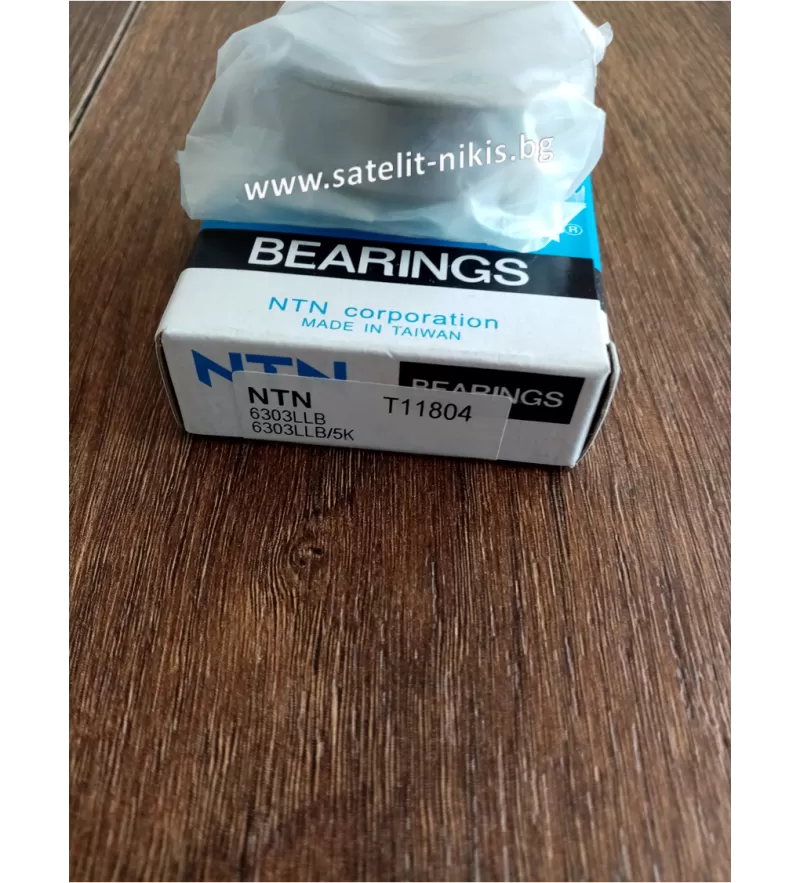 www.satelit-nikis.bg
®
BEARINGS
NTN corporation
MADE IN TAIWAN
NTN
BEARINGS
NTN T11804
6303LLB
6303LLB/5K